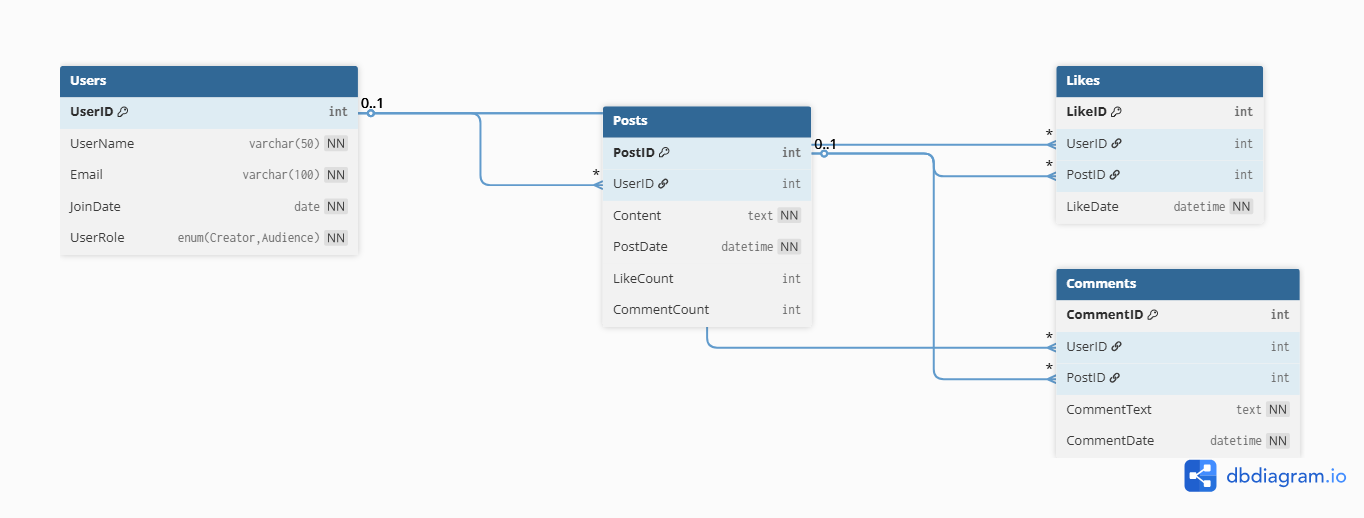 Users
UserID int
UserName varchar(50) NN
Email varchar(100) NN
JoinDate date NN
UserRole enum(Creator,Audience) NN
0..1
*
Posts
PostID int
UserID int
Content text NN
PostDate datetime NN
LikeCount int
CommentCount int
0..1
*
*
Likes
LikeID int
UserID int
PostID int
LikeDate datetime NN
*
*
Comments
CommentID int
UserID int
PostID int
CommentText text NN
CommentDate datetime NN
dbdiagram.io